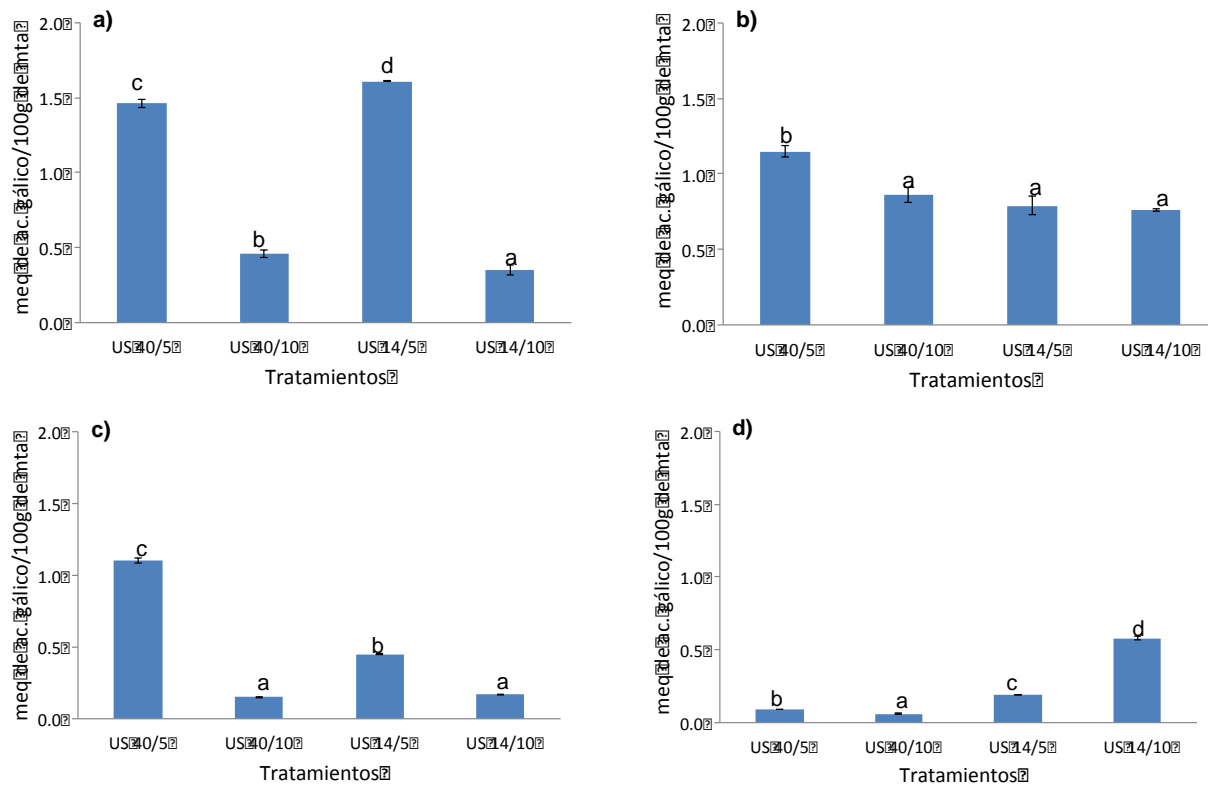 a)
meq⍰de⍰ac.⍰gálico/100g⍰de⍰mta⍰
2.0⍰
1.5⍰
1.0⍰
0.5⍰
0.0⍰
c
b
d
a
US⍰40/5⍰ US⍰40/10⍰ US⍰14/5⍰ US⍰14/10⍰
Tratamientos⍰
b)
meq⍰de⍰ac.⍰gálico/100g⍰de⍰mta⍰
2.0⍰
1.5⍰
1.0⍰
0.5⍰
0.0⍰
b
a
a
a
US⍰40/5⍰ US⍰40/10⍰ US⍰14/5⍰ US⍰14/10⍰
Tratamientos⍰
c)
meq⍰de⍰ac.⍰gálico/100g⍰de⍰mta⍰
2.0⍰
1.5⍰
1.0⍰
0.5⍰
0.0⍰
c
a
b
a
US⍰40/5⍰ US⍰40/10⍰ US⍰14/5⍰ US⍰14/10⍰
Tratamientos⍰
d)
meq⍰de⍰ac.⍰gálico/100g⍰de⍰mta⍰
2.0⍰
1.5⍰
1.0⍰
0.5⍰
0.0⍰
b
a
c
d
US⍰40/5⍰ US⍰40/10⍰ US⍰14/5⍰ US⍰14/10⍰
Tratamientos⍰